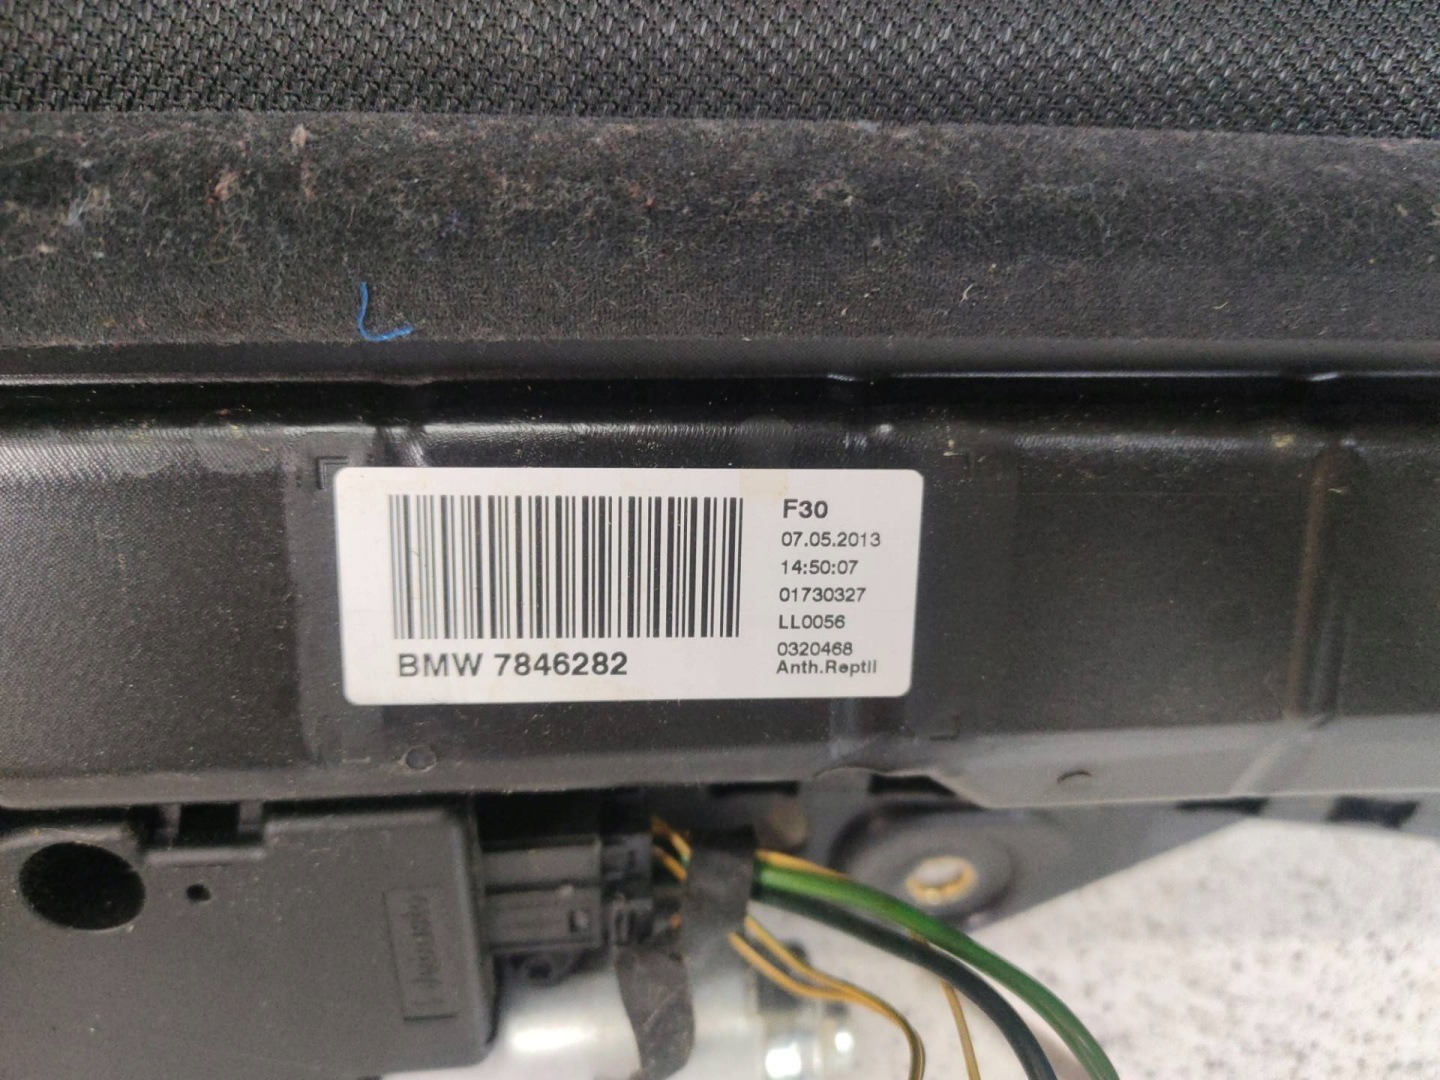 F30
07.05.2013
14:50:07
01730327
LL0056
0320468
Anth.Reptil
BMW 7846282